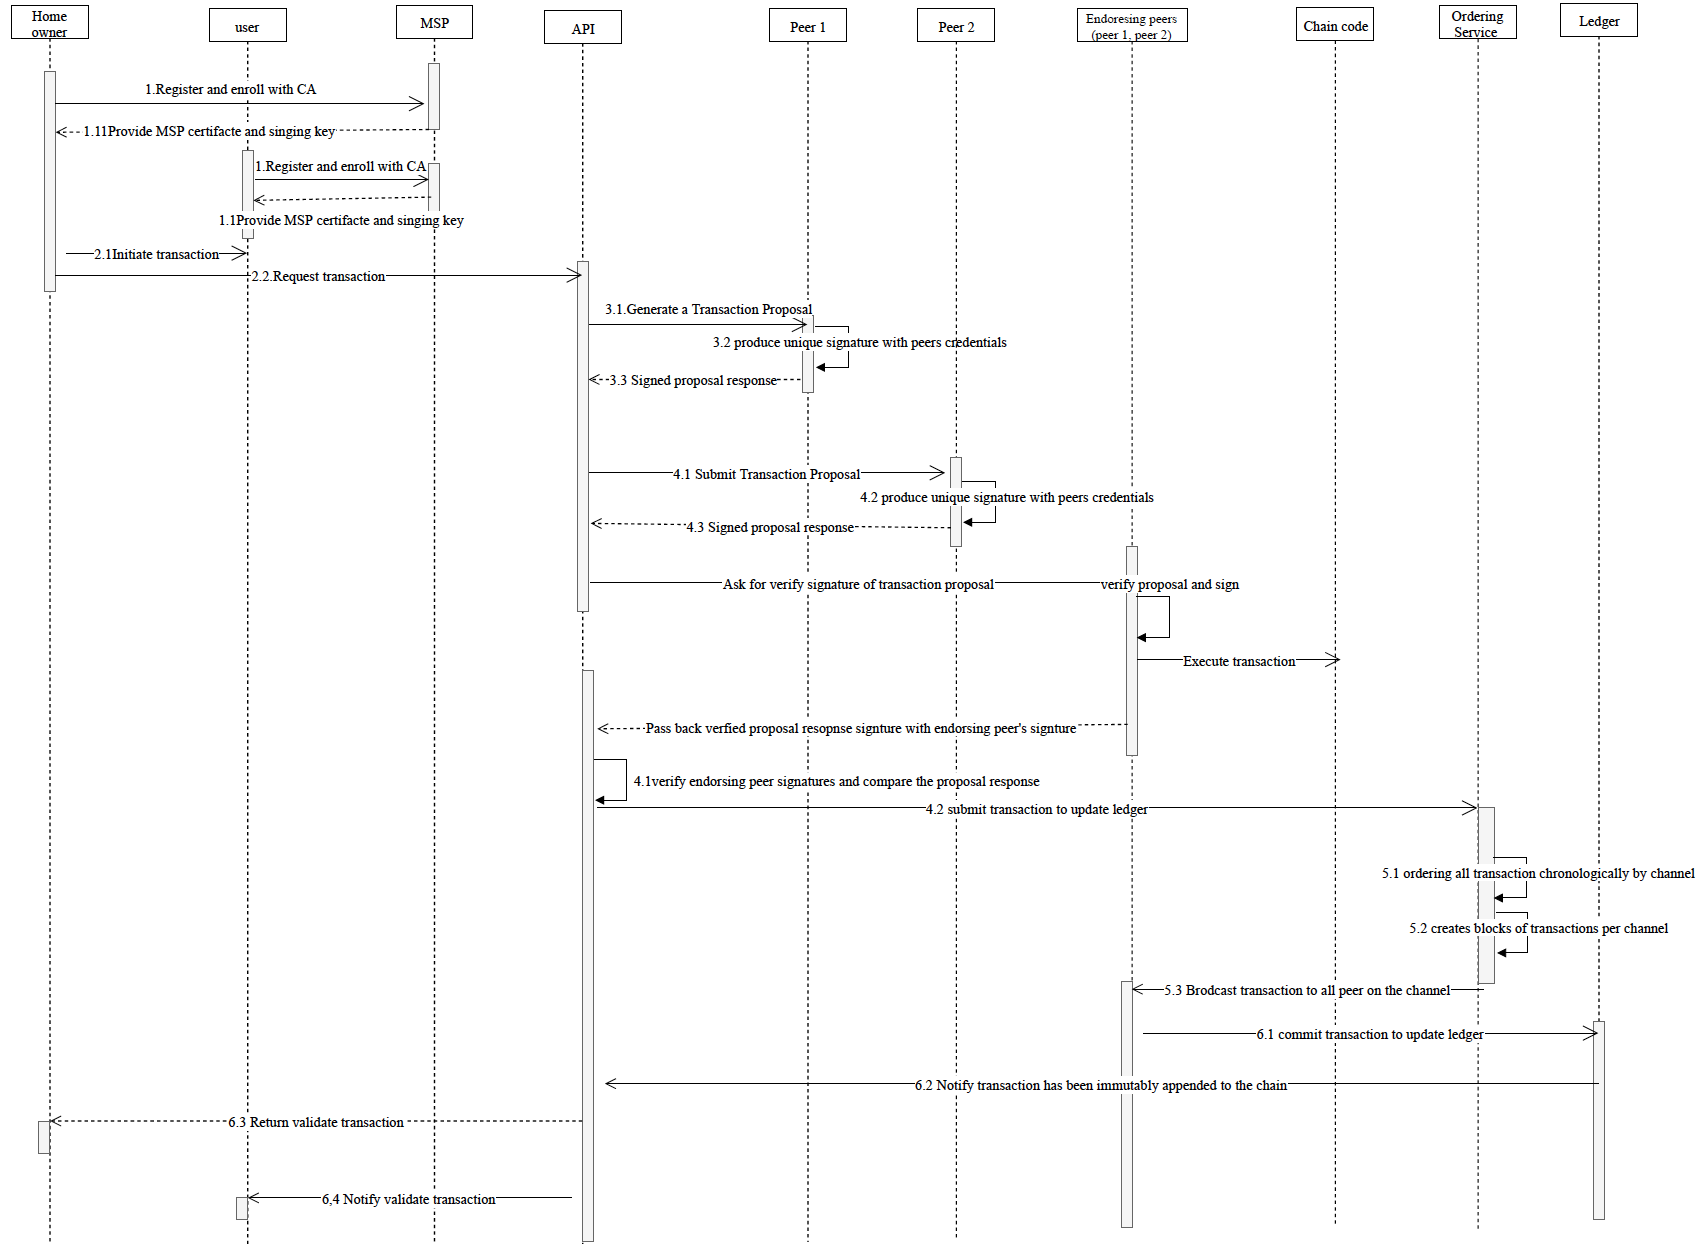 Home
owner
user
MSP
API
Peer 1
Peer 2
Endoresing peers
(peer 1, peer 2)
Chain code
Ordering
Service
Ledger
1.Register and enroll with CA
1.11Provide MSP certifacte and singing key
1.Register and enroll with CA
1.1Provide MSP certifacte and singing key
2.1Initiate transaction
2.2.Request transaction
3.1.Generate a Transaction Proposal
3.2 produce unique signature with peers credentials
3.3 Signed proposal response
4.1 Submit Transaction Proposal
4.2 produce unique signature with peers credentials
4.3 Signed proposal response
Ask for verify signature of transaction proposal
verify proposal and sign
Execute transaction
Pass back verfied proposal resopnse signture with endorsing peer's signture
4.1verify endorsing peer signatures and compare the proposal response
4.2 submit transaction to update ledger
5.1 ordering all transaction chronologically by channel
5.2 creates blocks of transactions per channel
5.3 Brodcast transaction to all peer on the channel
6.1 commit transaction to update ledger
6.2 Notify transaction has been immutably appended to the chain
6.3 Return validate transaction
6,4 Notify validate transaction